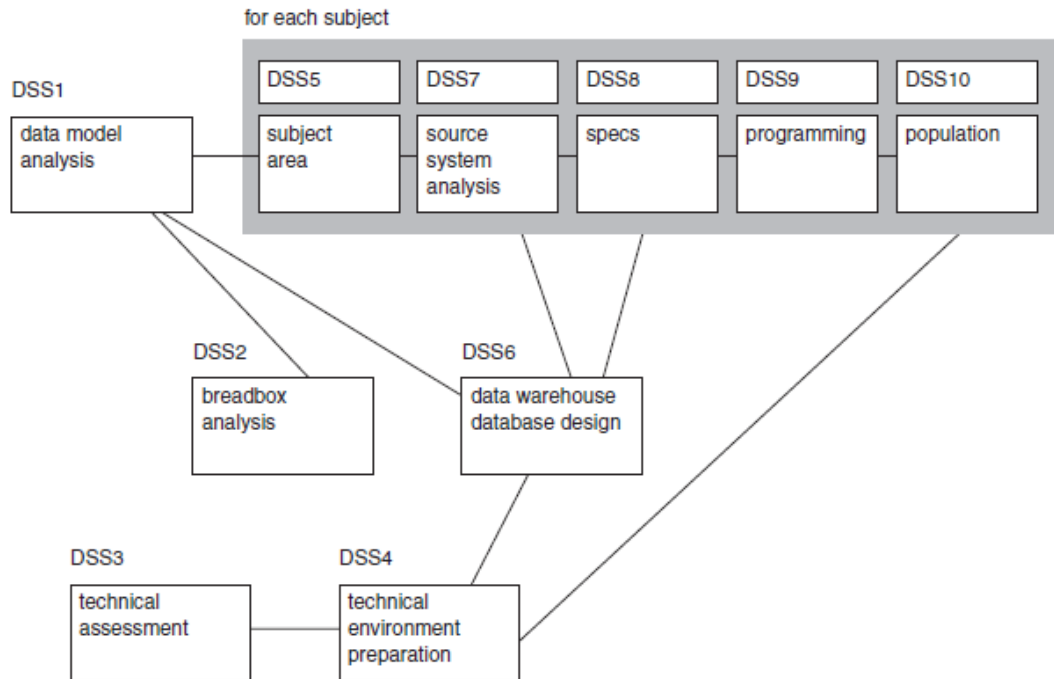 for each subject
DSS1
data model
analysis
DSS5
subject
area
DSS7
source
system
analysis
DSS8
specs
DSS9
programming
DSS10
population
DSS2
breadbox
analysis
DSS6
data warehouse
database design
DSS3
technical
assessment
DSS4
technical
environment
preparation